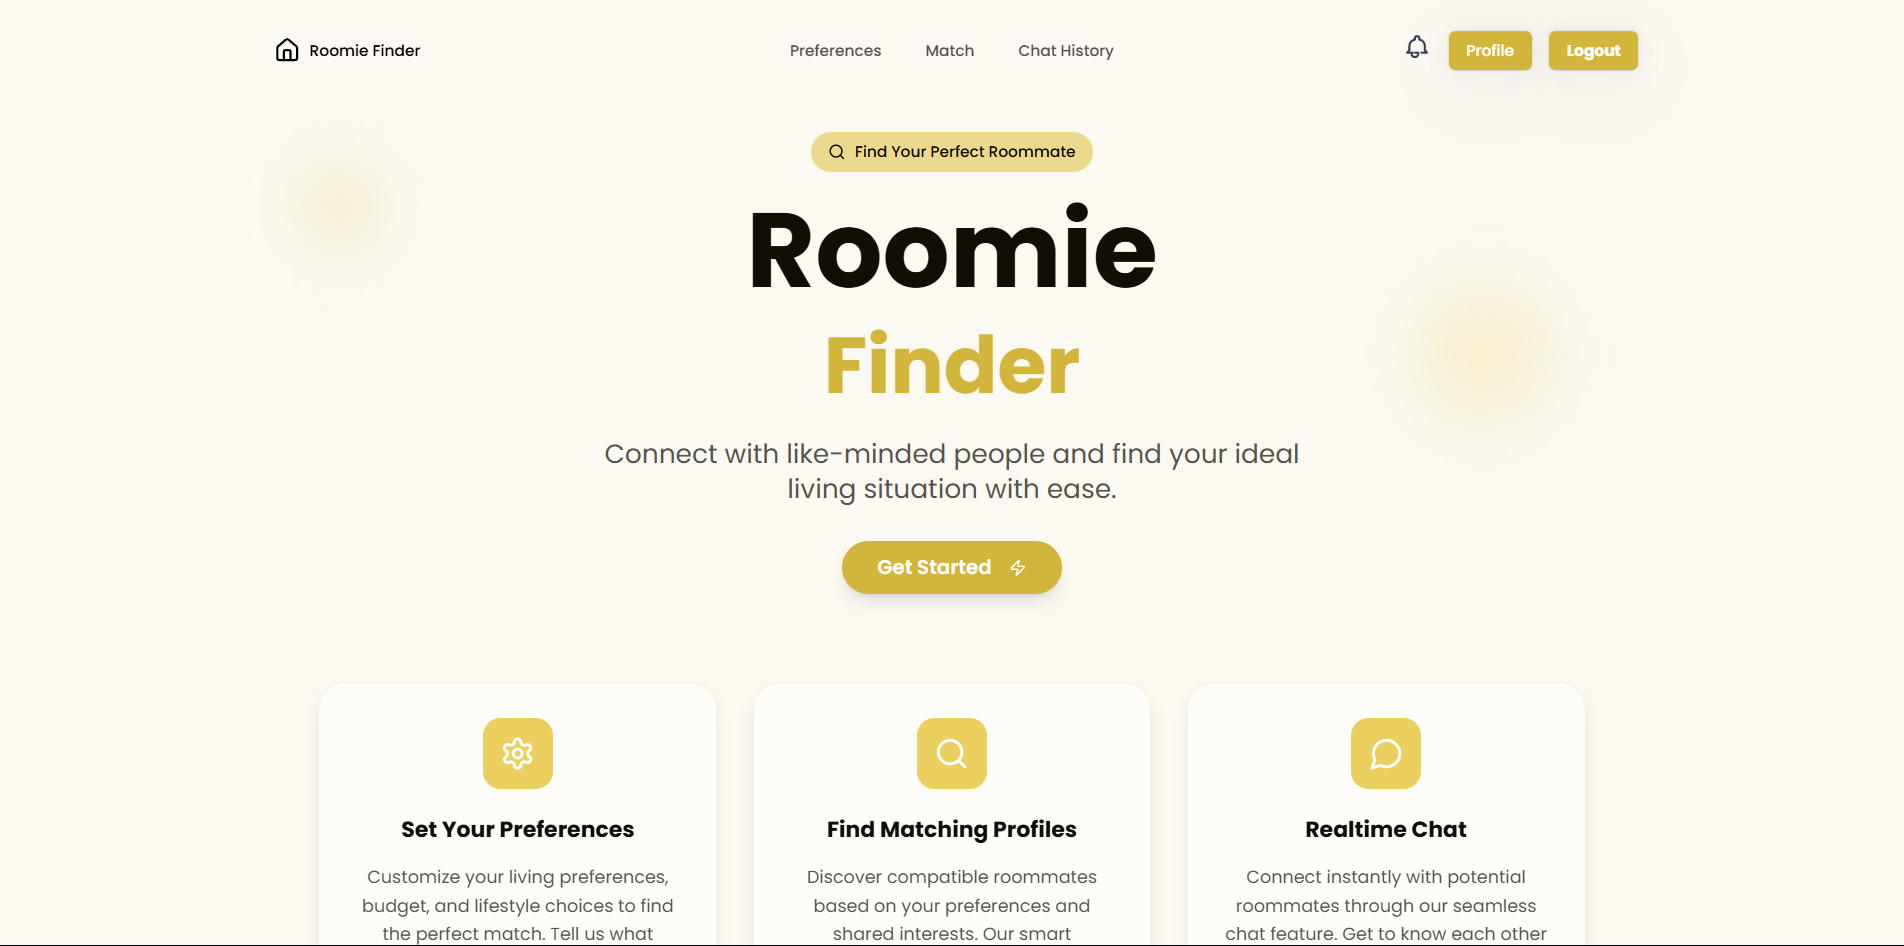 Roomie Finder
Preferences
Match
Chat History
Profile
Logout
Find Your Perfect Roommate
Roomie
Finder
Connect with like-minded people and find your ideal
living situation with ease.
Get Started
Set Your Preferences
Customize your living preferences,
budget, and lifestyle choices to find
the perfect match. Tell us what
Find Matching Profiles
Discover compatible roommates
based on your preferences and
shared interests. Our smart
Realtime Chat
Connect instantly with potential
roommates through our seamless
chat feature. Get to know each other